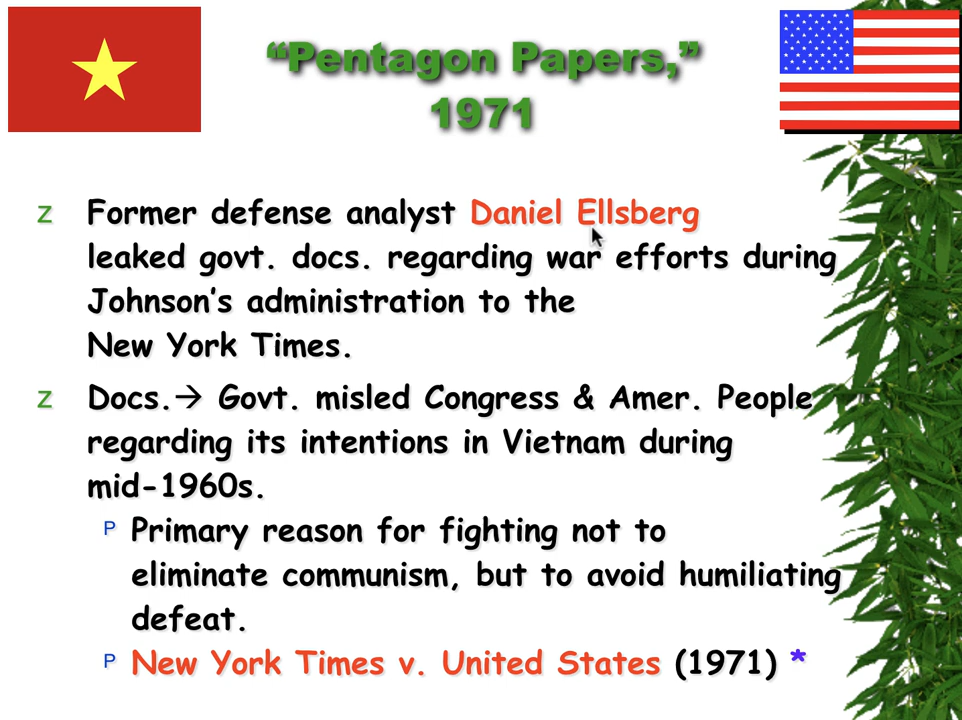 “Pentagon Papers,”
1971
z Former defense analyst Daniel Ellsberg
leaked govt. docs. regarding war efforts during
Johnson’s administration to the
New York Times.
z Docs.→ Govt. misled Congress & Amer. People
regarding its intentions in Vietnam during
mid-1960s.
P Primary reason for fighting not to
eliminate communism, but to avoid humiliating
defeat.
P New York Times v. United States (1971) *